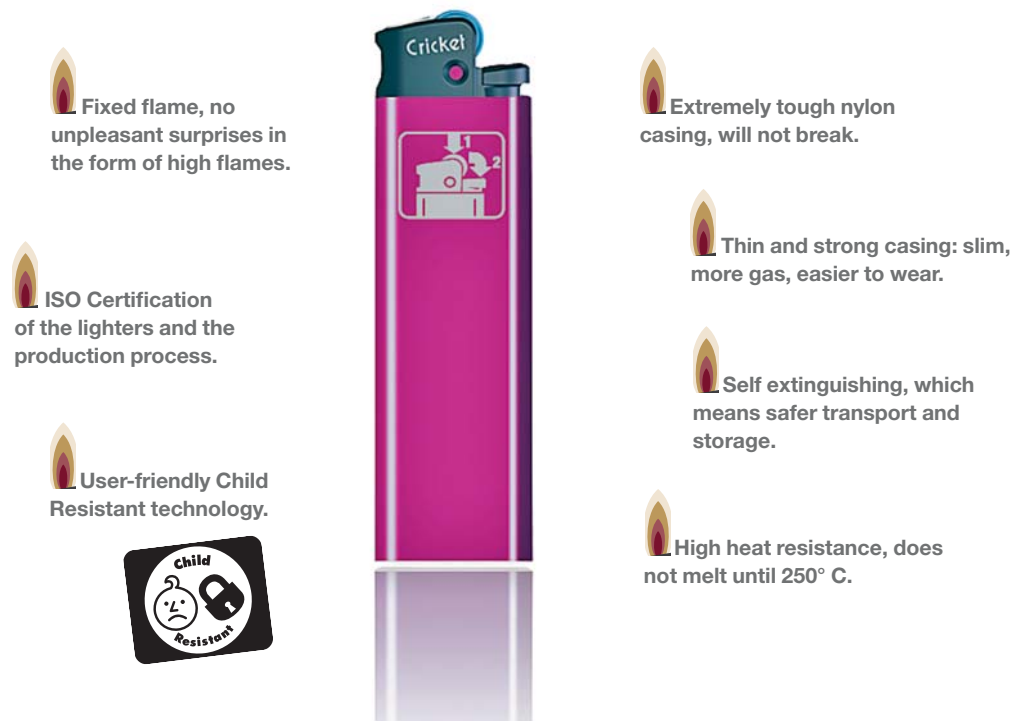 Cricket
1
2
Fixed flame, no
unpleasant surprises in
the form of high flames.
ISO Certification
of the lighters and the
production process.
User-friendly Child
Resistant technology.
Child
Resistant
Extremely tough nylon
casing, will not break.
Thin and strong casing: slim,
more gas, easier to wear.
Self extinguishing, which
means safer transport and
storage.
High heat resistance, does
not melt until 250° C.